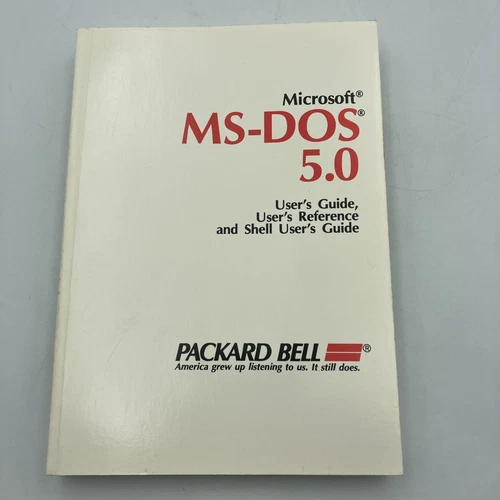 Microsoft®
MS-DOS®
5.0
User's Guide,
User's Reference
and Shell User's Guide
PACKARD BELL ®
America grew up listening to us. It still does.